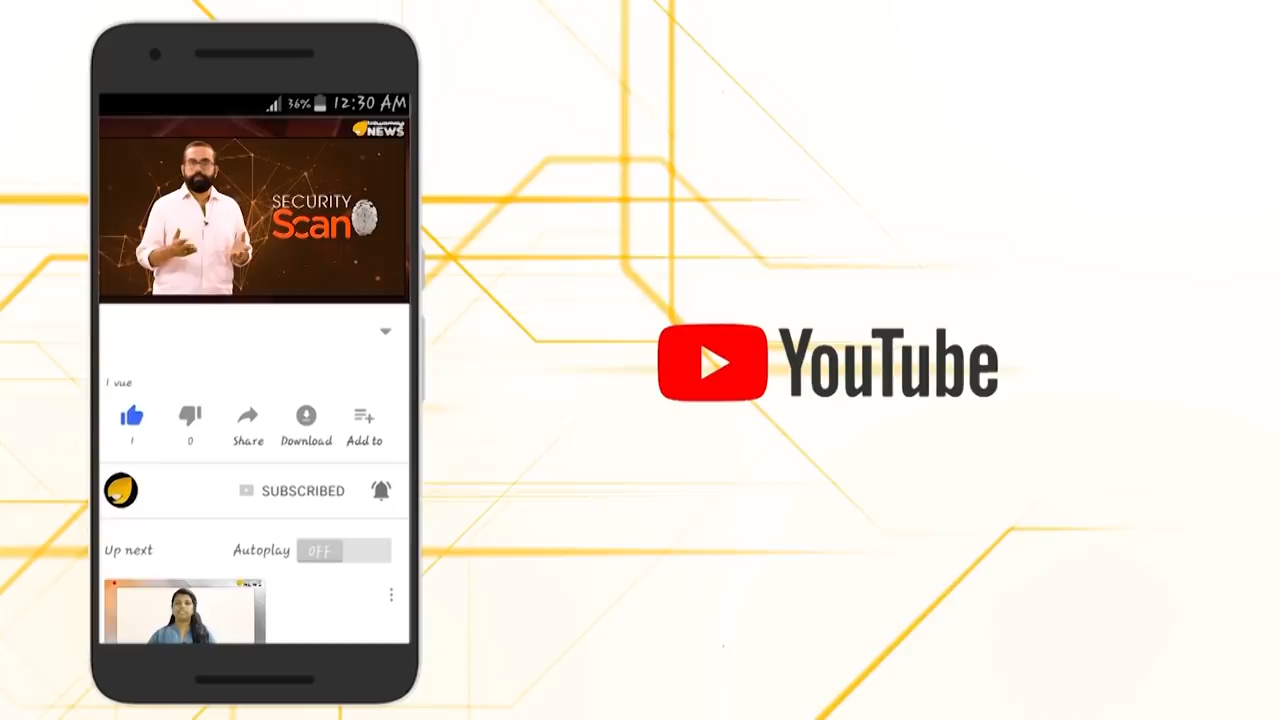 36% 12:30 AM
NEWS
SECURITY
Scan
1 vue
1
0
Share
Download
Add to
SUBSCRIBED
Up next
Autoplay
OFF
NEWS
YouTube